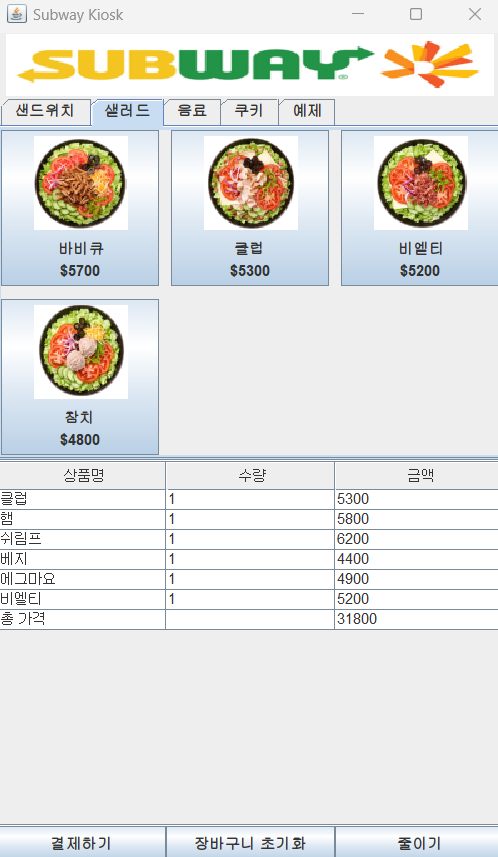 Subway Kiosk
SUBWAY
샌드위치 샐러드 음료 쿠키 예제
바비큐 클럽 비엘티
$5700 $5300 $5200
참치
$4800
상품명 수량 금액
클럽 1 5300
햄 1 5800
쉬림프 1 6200
베지 1 4400
에그마요 1 4900
비엘티 1 5200
총 가격 31800
결제하기 장바구니 초기화 줄이기